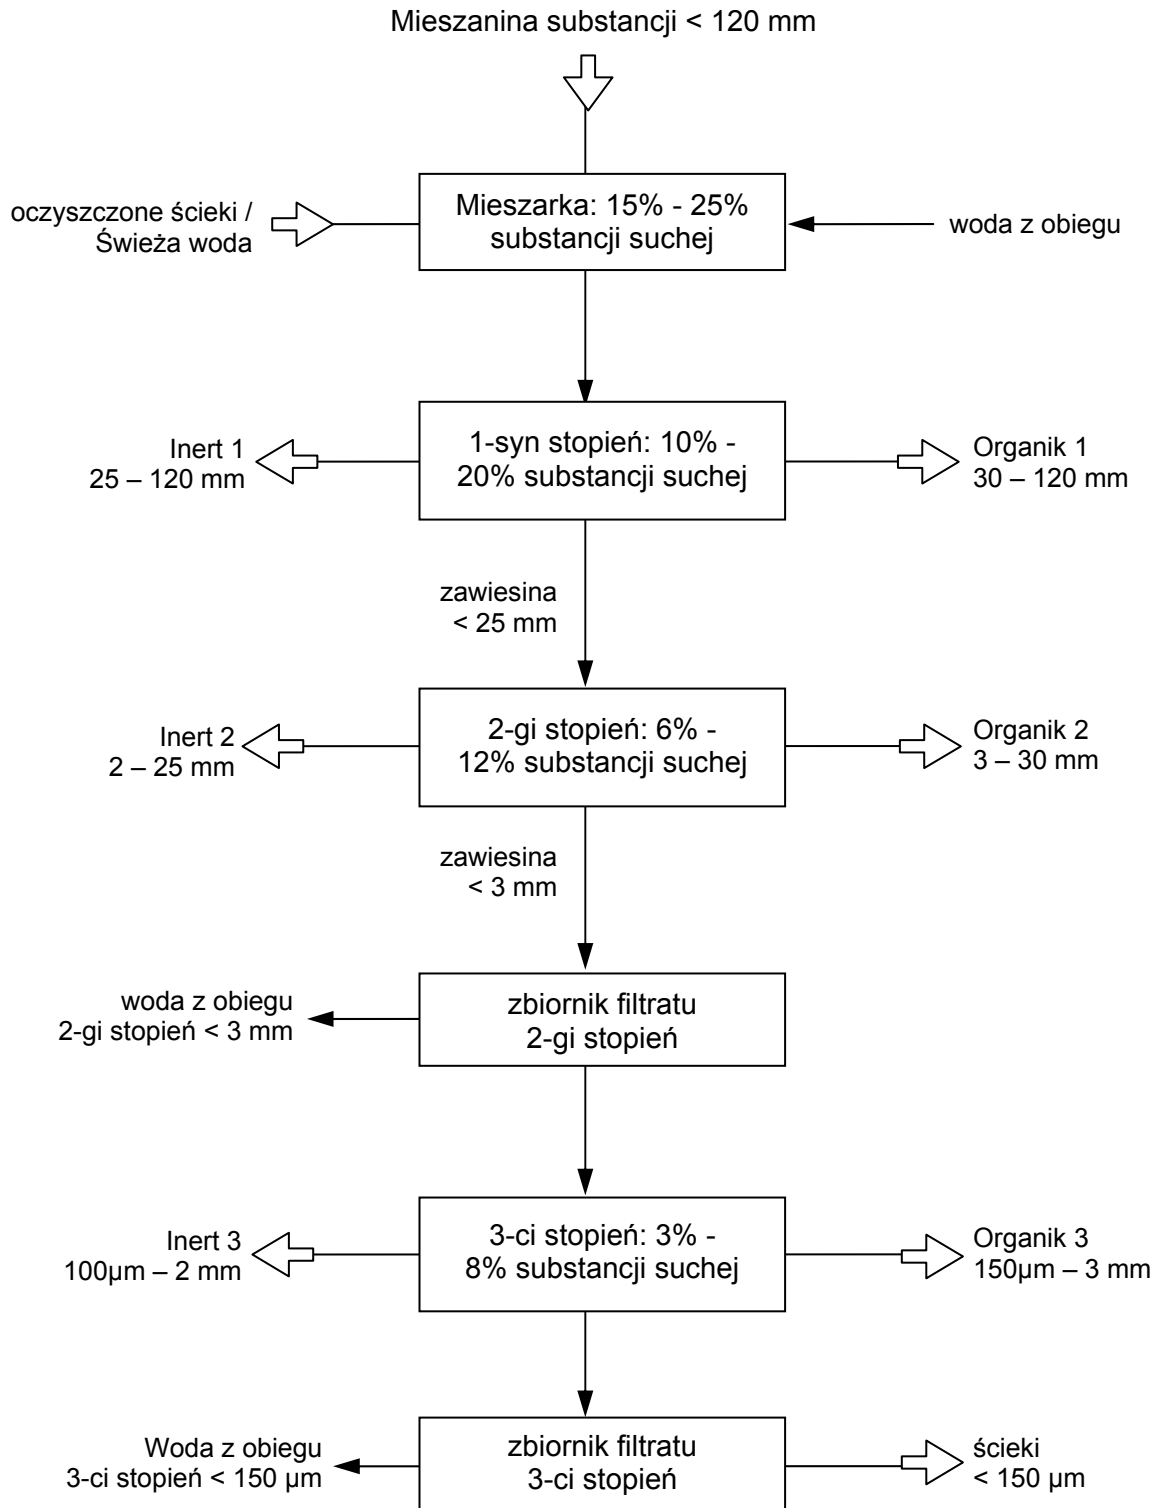 Mieszanina substancji < 120 mm
oczyszczone ścieki /
Świeża woda
Mieszarka: 15% - 25%
substancji suchej
woda z obiegu
Inert 1
25 – 120 mm
1-syn stopień: 10% -
20% substancji suchej
Organik 1
30 – 120 mm
zawiesina
< 25 mm
Inert 2
2 – 25 mm
2-gi stopień: 6% -
12% substancji suchej
Organik 2
3 – 30 mm
zawiesina
< 3 mm
woda z obiegu
2-gi stopień < 3 mm
zbiornik filtratu
2-gi stopień
Inert 3
100µm – 2 mm
3-ci stopień: 3% -
8% substancji suchej
Organik 3
150µm – 3 mm
Woda z obiegu
3-ci stopień < 150 µm
zbiornik filtratu
3-ci stopień
ścieki
< 150 µm